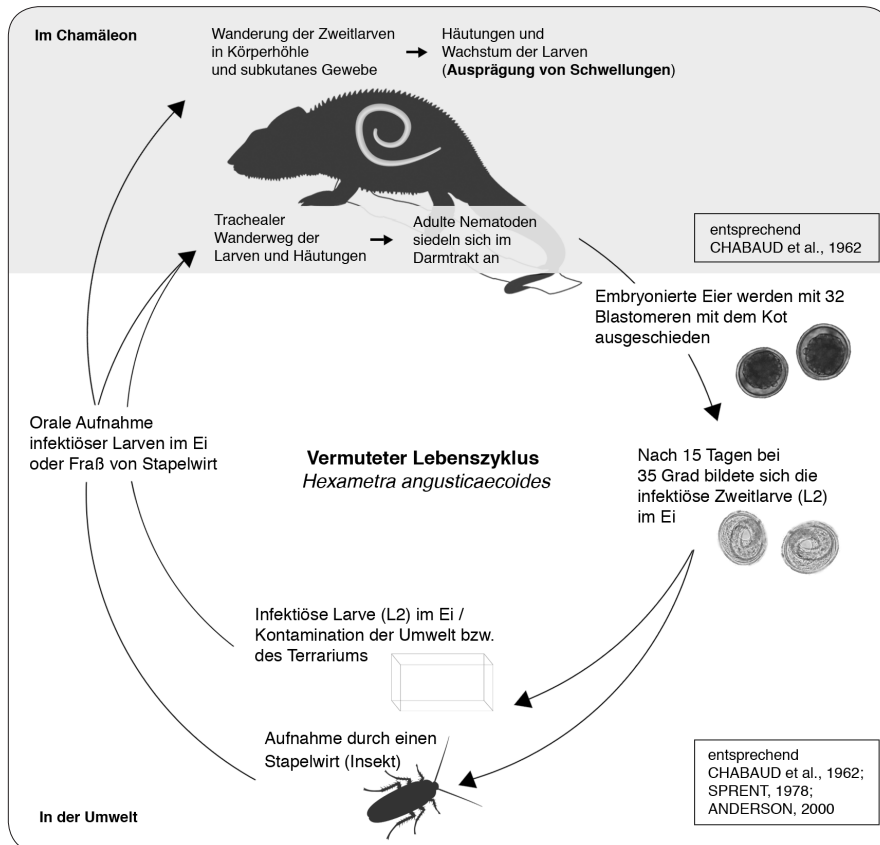 Im Chamäleon
Wanderung der Zweitlarven
in Körperhöhle
und subkutanes Gewebe
Häutungen und
Wachstum der Larven
(Ausprägung von Schwellungen)
Trachealer
Wanderweg der
Larven und Häutungen
Adulte Nematoden
siedeln sich im
Darmtrakt an
entsprechend
CHABAUD et al., 1962
Embryonierte Eier werden mit 32
Blastomeren mit dem Kot
ausgeschieden
Orale Aufnahme
infektiöser Larven im Ei
oder Fraß von Stapelwirt
Vermuteter Lebenszyklus
Hexametra angusticaecoides
Nach 15 Tagen bei
35 Grad bildete sich die
infektiöse Zweitlarve (L2)
im Ei
Infektiöse Larve (L2) im Ei /
Kontamination der Umwelt bzw.
des Terrariums
Aufnahme durch einen
Stapelwirt (Insekt)
entsprechend
CHABAUD et al., 1962;
SPRENT, 1978;
ANDERSON, 2000
In der Umwelt